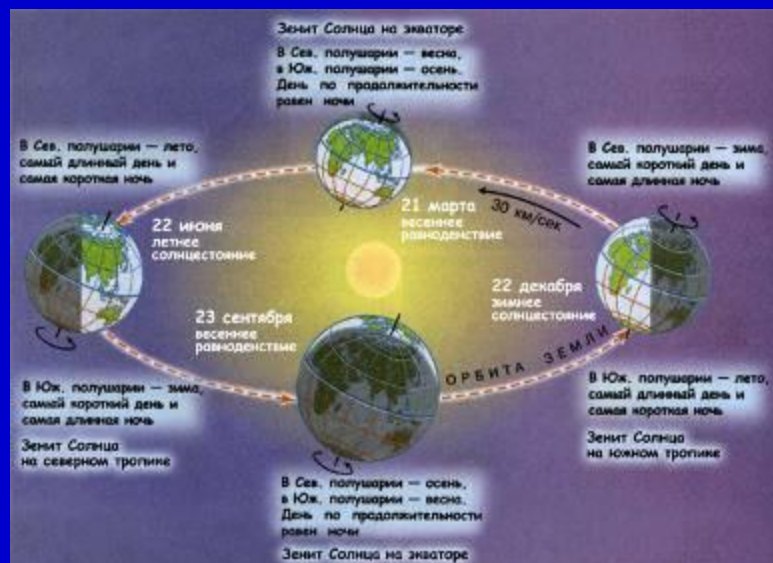 Зенит Солнца на экваторе
В Сев. полушарии — весна,
в Юж. полушарии — осень.
День по продолжительности
равен ночи
В Сев. полушарии — лето,
самый длинный день и
самая короткая ночь
В Сев. полушарии — зима,
самый короткий день и
самая длинная ночь
21 марта
весеннее
равноденствие
30 км/сек
22 июня
летнее
солнцестояние
22 декабря
зимнее
солнцестояние
23 сентября
весеннее
равноденствие
ОРБИТА ЗЕМЛИ
В Юж. полушарии — зима,
самый короткий день и
самая длинная ночь
Зенит Солнца
на северном тропике
В Юж. полушарии — лето,
самый длинный день и
самая короткая ночь
Зенит Солнца
на южном тропике
В Сев. полушарии — осень,
в Юж. полушарии — весна.
День по продолжительности
равен ночи
Зенит Солнца на экваторе